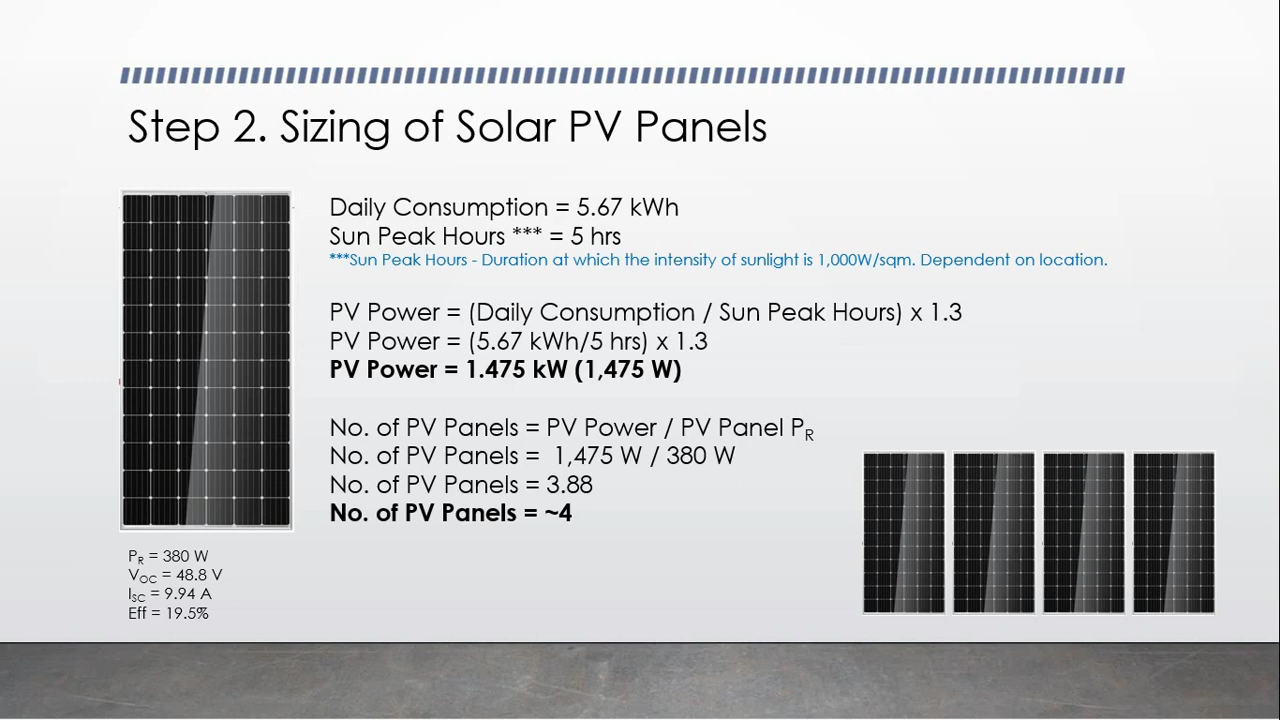 Step 2. Sizing of Solar PV Panels
Daily Consumption = 5.67 kWh
Sun Peak Hours *** = 5 hrs
***Sun Peak Hours - Duration at which the intensity of sunlight is 1,000W/sqm. Dependent on location.
PV Power = (Daily Consumption / Sun Peak Hours) x 1.3
PV Power = (5.67 kWh/5 hrs) x 1.3
PV Power = 1.475 kW (1,475 W)
No. of PV Panels = PV Power / PV Panel PR
No. of PV Panels =  1,475 W / 380 W
No. of PV Panels = 3.88
No. of PV Panels = ~4
PR = 380 W
VOC = 48.8 V
ISC = 9.94 A
Eff = 19.5%